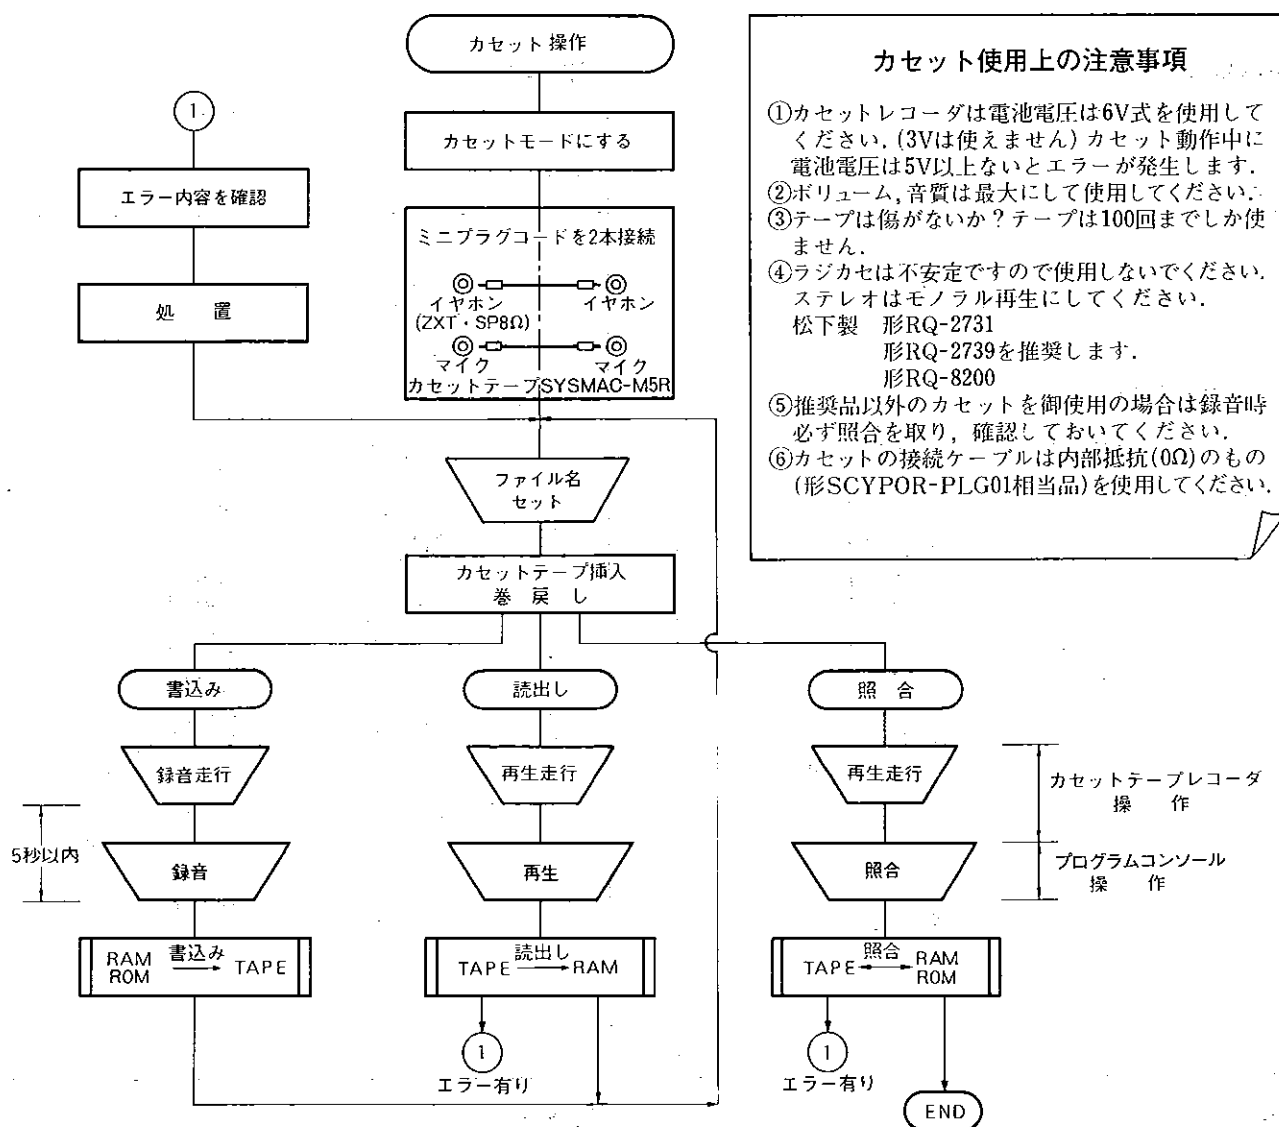 カセット 操作
カセットモードにする
ミニプラグコードを2本接続
イヤホン
イヤホン
(ZXT・SP8Ω)
マイク
マイク
カセットテープSYSMAC-M5R
1
エラー内容を確認
処 置
ファイル名
セット
カセットテープ挿入
巻 戻 し
書込み
録音走行
5秒以内
録音
書込み
RAM
ROM
TAPE
読出し
再生走行
再生
読出し
TAPE
RAM
1
エラー有り
照 合
再生走行
照合
照合
TAPE
RAM
ROM
1
エラー有り
END
カセットテープレコーダ
操 作
プログラムコンソール
操 作
カセット使用上の注意事項
①カセットレコーダは電池電圧は6V式を使用して
ください.(3Vは使えません) カセット動作中に
電池電圧は5V以上ないとエラーが発生します.
②ボリューム,音質は最大にして使用してください.
③テープは傷がないか?テープは100回までしか使
ません.
④ラジカセは不安定ですので使用しないでください.
ステレオはモノラル再生にしてください.
松下製 形RQ-2731
形RQ-2739を推奨します.
形RQ-8200
⑤推奨品以外のカセットを御使用の場合は録音時
必ず照合を取り, 確認しておいてください.
⑥カセットの接続ケーブルは内部抵抗(0Ω)のもの
(形SCYPOR-PLG01相当品)を使用してください.